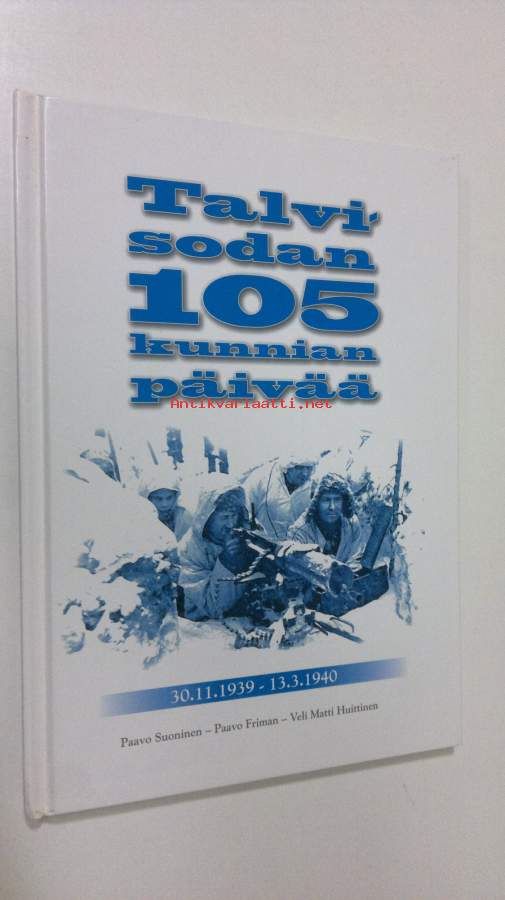 Talvi-
sodan
105
kunnian
päivää
Antikvariaatti.net
30.11.1939 - 13.3.1940
Paavo Suoninen – Paavo Friman – Veli Matti Huittinen